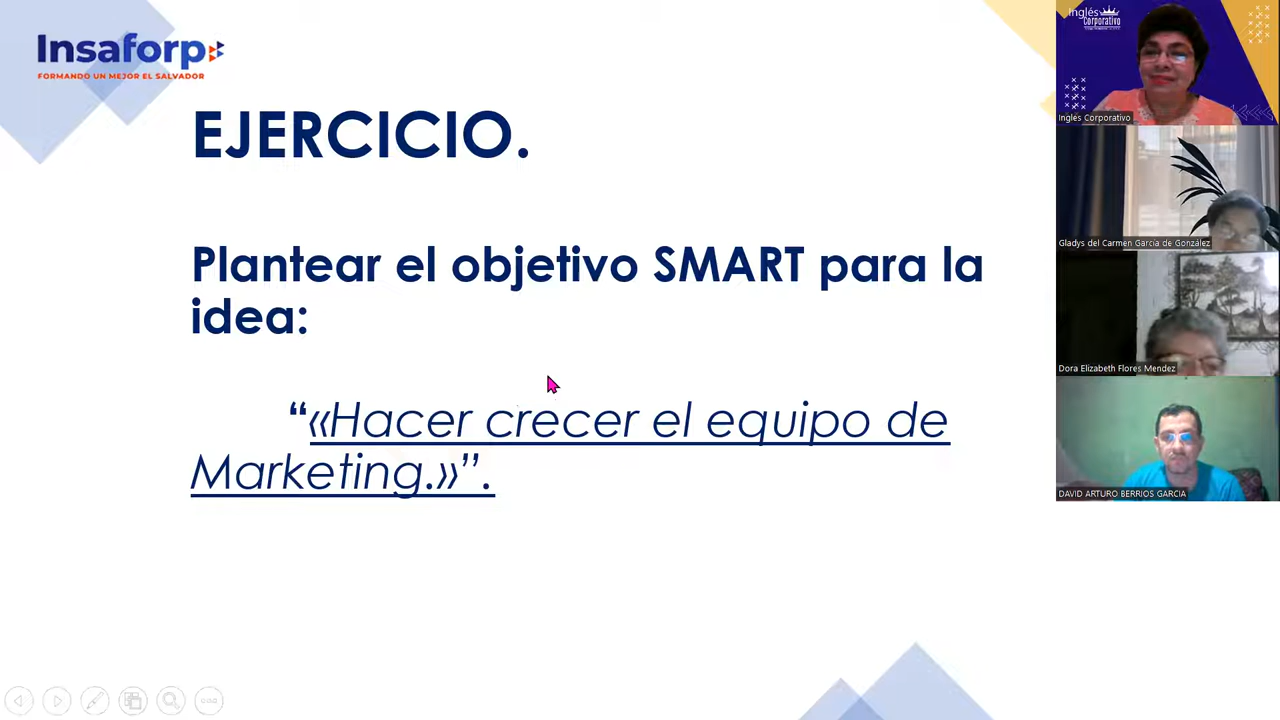 Insaforp
FORMANDO UN MEJOR EL SALVADOR
EJERCICIO.
Plantear el objetivo SMART para la
idea:
“«Hacer crecer el equipo de
Marketing.»”.
Inglés
Corporativo
Inglés Corporativo
Gladys del Carmen García de González
Dora Elizabeth Flores Mendez
DAVID ARTURO BERRIOS GARCIA